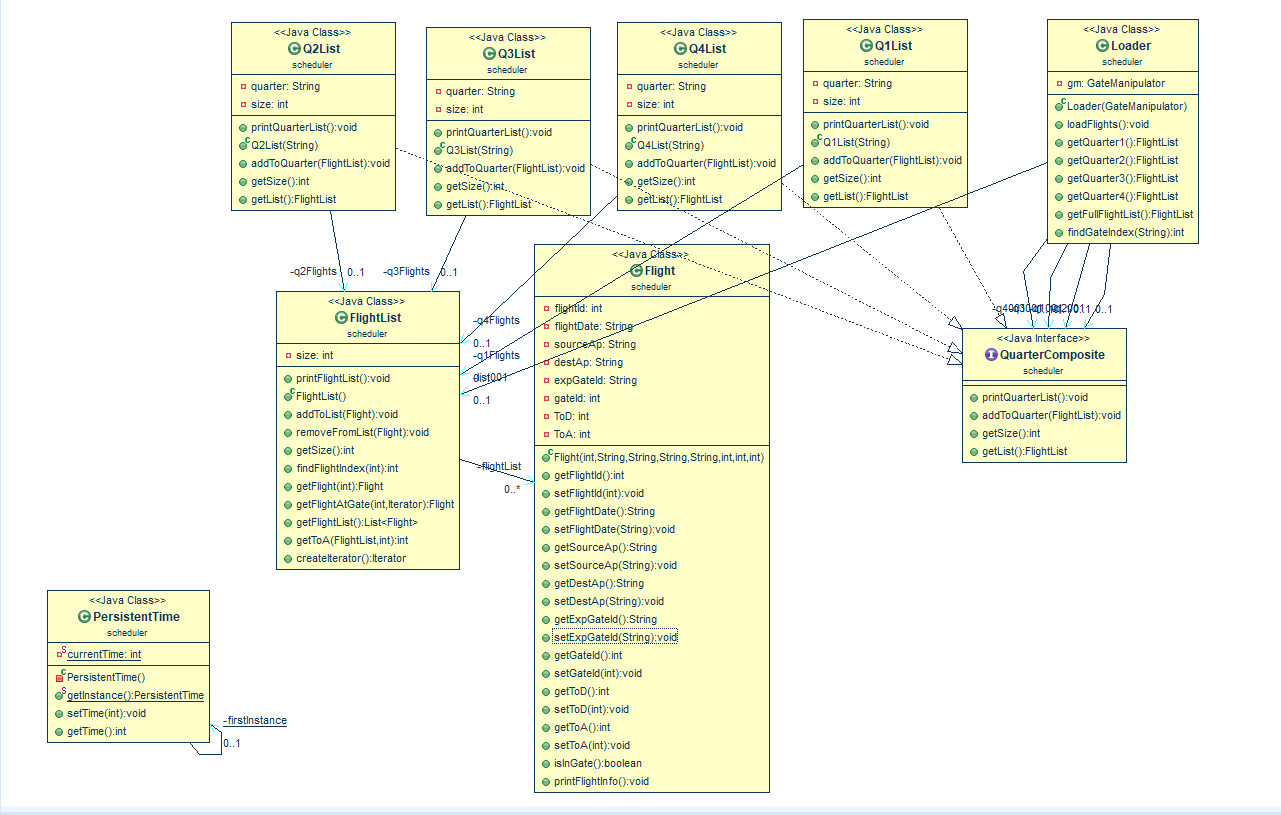 <<Java Class>>
Q2List
scheduler
quarter: String
size: int
printQuarterList():void
Q2List(String)
addToQuarter(FlightList):void
getSize():int
getList():FlightList
<<Java Class>>
Q3List
scheduler
quarter: String
size: int
printQuarterList():void
Q3List(String)
addToQuarter(FlightList):void
getSize():int
getList():FlightList
<<Java Class>>
Q4List
scheduler
quarter: String
size: int
printQuarterList():void
Q4List(String)
addToQuarter(FlightList):void
getSize():int
getList():FlightList
<<Java Class>>
Q1List
scheduler
quarter: String
size: int
printQuarterList():void
Q1List(String)
addToQuarter(FlightList):void
getSize():int
getList():FlightList
<<Java Class>>
Loader
scheduler
gm: GateManipulator
Loader(GateManipulator)
loadFlights():void
getQuarter1():FlightList
getQuarter2():FlightList
getQuarter3():FlightList
getQuarter4():FlightList
getFullFlightList():FlightList
findGateIndex(String):int
-q2Flights 0..1
-q3Flights 0..1
-q4Flights
0..1
-q1Flights
0..1
<<Java Class>>
FlightList
scheduler
size: int
printFlightList():void
FlightList()
addToList(Flight):void
removeFromList(Flight):void
getSize():int
findFlightIndex(int):int
getFlight(int):Flight
getFlightAtGate(int,Iterator):Flight
getFlightList():List<Flight>
getToA(FlightList,int):int
createIterator():Iterator
-flightList
0..*
<<Java Class>>
Flight
scheduler
flightId: int
flightDate: String
sourceAp: String
destAp: String
expGateId: String
gateId: int
ToD: int
ToA: int
Flight(int,String,String,String,String,int,int,int)
getFlightId():int
setFlightId(int):void
getFlightDate():String
setFlightDate(String):void
getSourceAp():String
setSourceAp(String):void
getDestAp():String
setDestAp(String):void
getExpGateId():String
setExpGateId(String):void
getGateId():int
setGateId(int):void
getToD():int
setToD(int):void
getToA():int
setToA(int):void
isInGate():boolean
printFlightInfo():void
0..1
<<Java Interface>>
QuarterComposite
scheduler
printQuarterList():void
addToQuarter(FlightList):void
getSize():int
getList():FlightList
<<Java Class>>
PersistentTime
scheduler
currentTime: int
PersistentTime()
getInstance():PersistentTime
setTime(int):void
getTime():int
-firstInstance
0..1